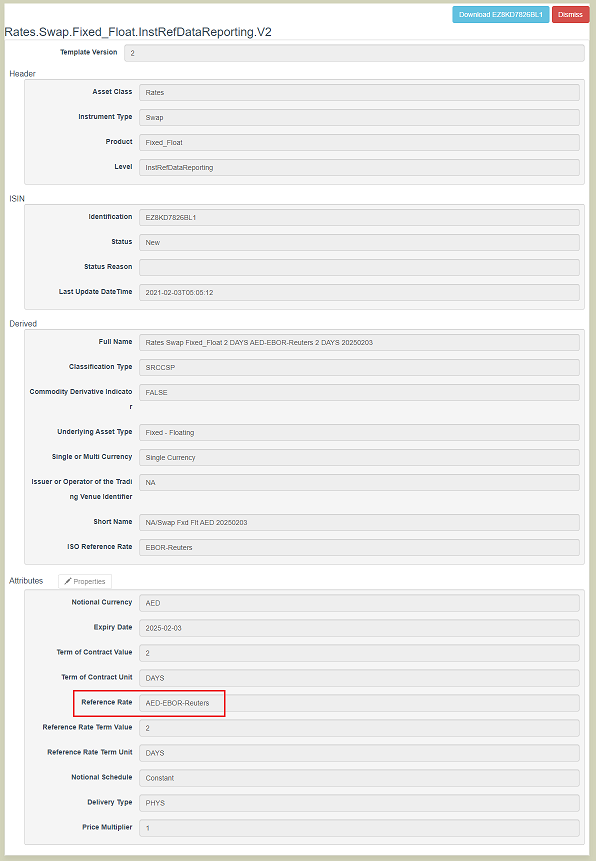 Download EZ8KD7826BL1 Dismiss
Rates.Swap.Fixed_Float.InstRefDataReporting.V2
Template Version 2
Header
Asset Class Rates
Instrument Type Swap
Product Fixed_Float
Level InstRefDataReporting
ISIN
Identification EZ8KD7826BL1
Status New
Status Reason
Last Update DateTime 2021-02-03T05:05:12
Derived
Full Name Rates Swap Fixed_Float 2 DAYS AED-EBOR-Reuters 2 DAYS 20250203
Classification Type SRCCSP
Commodity Derivative Indicato
r
FALSE
Underlying Asset Type Fixed - Floating
Single or Multi Currency Single Currency
Issuer or Operator of the Tradi
ng Venue Identifier
NA
Short Name NA/Swap Fxd Flt AED 20250203
ISO Reference Rate EBOR-Reuters
Attributes Properties
Notional Currency AED
Expiry Date 2025-02-03
Term of Contract Value 2
Term of Contract Unit DAYS
Reference Rate AED-EBOR-Reuters
Reference Rate Term Value 2
Reference Rate Term Unit DAYS
Notional Schedule Constant
Delivery Type PHYS
Price Multiplier 1